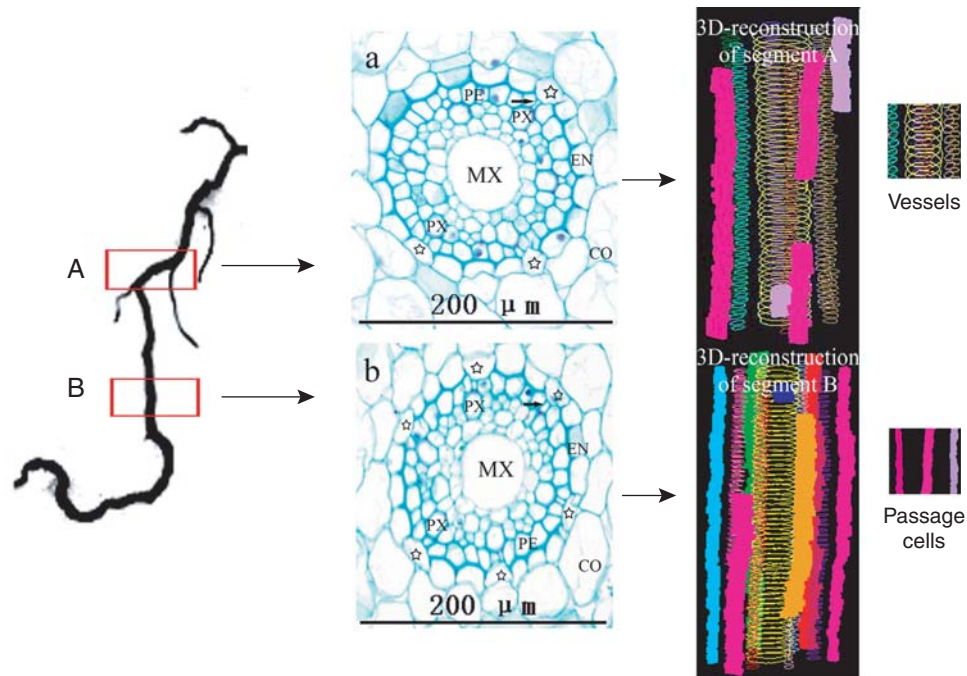 A
B
a
PE
PX
EN
MX
PX
CO
200 μm
b
PX
EN
MX
PX
PE
CO
200 μm
3D-reconstruction
of segment A
3D-reconstruction
of segment B
Vessels
Passage
cells